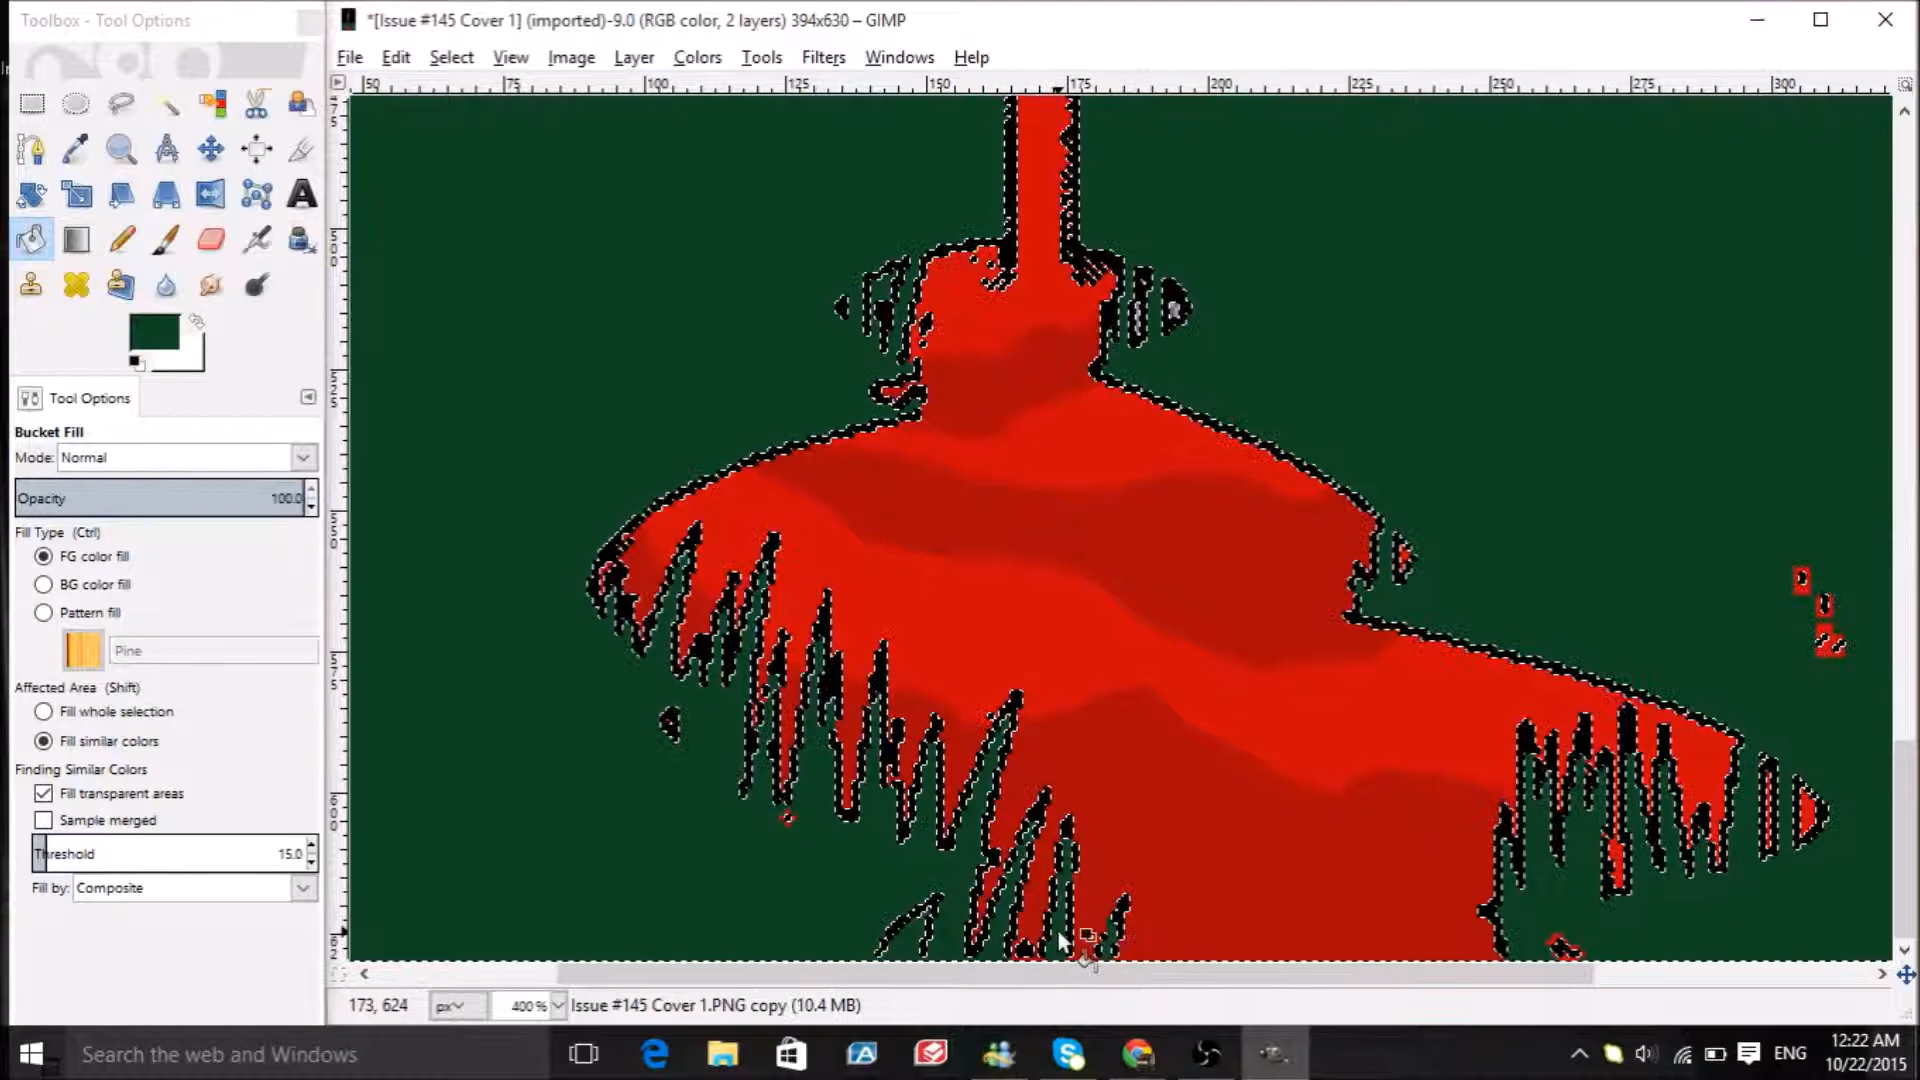 Toolbox - Tool Options
*[Issue #145 Cover 1] (imported)-9.0 (RGB color, 2 layers) 394x630 – GIMP
File Edit Select View Image Layer Colors Tools Filters Windows Help
50 75 100 125 150 175 200 225 250 275 300
Tool Options
Bucket Fill
Mode: Normal
Opacity 100.0
Fill Type (Ctrl)
FG color fill
BG color fill
Pattern fill
Pine
Affected Area (Shift)
Fill whole selection
Fill similar colors
Finding Similar Colors
Fill transparent areas
Sample merged
Threshold 15.0
Fill by: Composite
173, 624 px 400 % Issue #145 Cover 1.PNG copy (10.4 MB)
Search the web and Windows
ENG
12:22 AM
10/22/2015